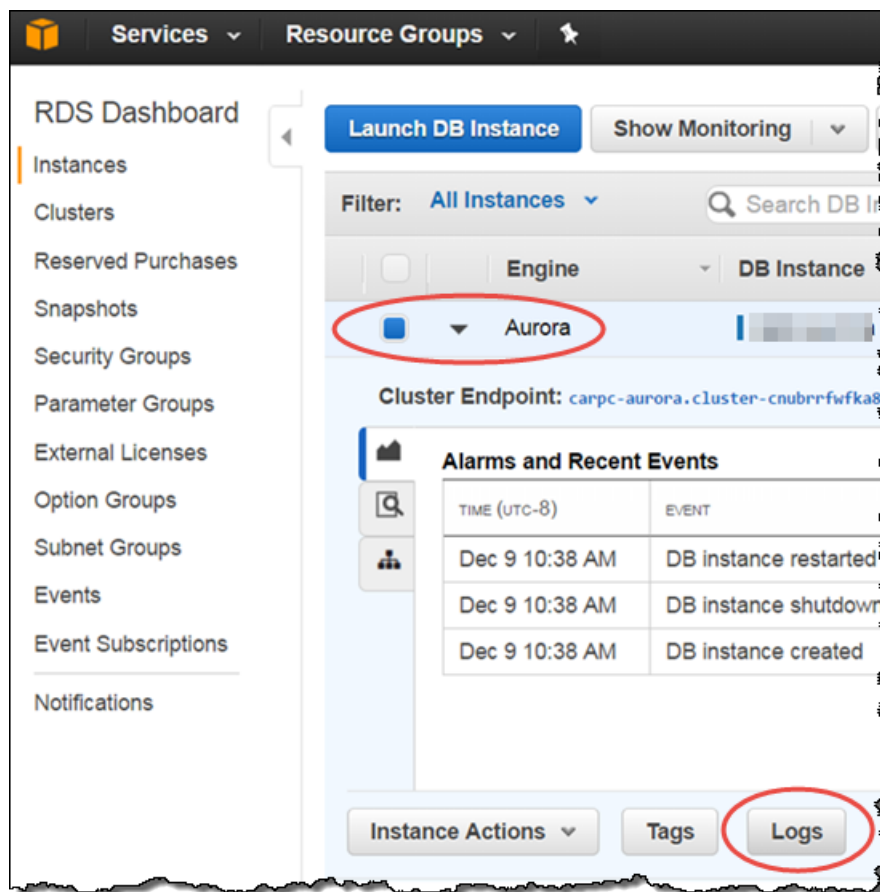 Services
Resource Groups
RDS Dashboard
Instances
Clusters
Reserved Purchases
Snapshots
Security Groups
Parameter Groups
External Licenses
Option Groups
Subnet Groups
Events
Event Subscriptions
Notifications
Launch DB Instance
Show Monitoring
Filter: All Instances
Search DB
Engine
DB Instance
Aurora
Cluster Endpoint: carpc-aurora.cluster-cnubrrfwfka8
Alarms and Recent Events
TIME (UTC-8)
EVENT
Dec 9 10:38 AM
DB instance restarted
Dec 9 10:38 AM
DB instance shutdown
Dec 9 10:38 AM
DB instance created
Instance Actions
Tags
Logs